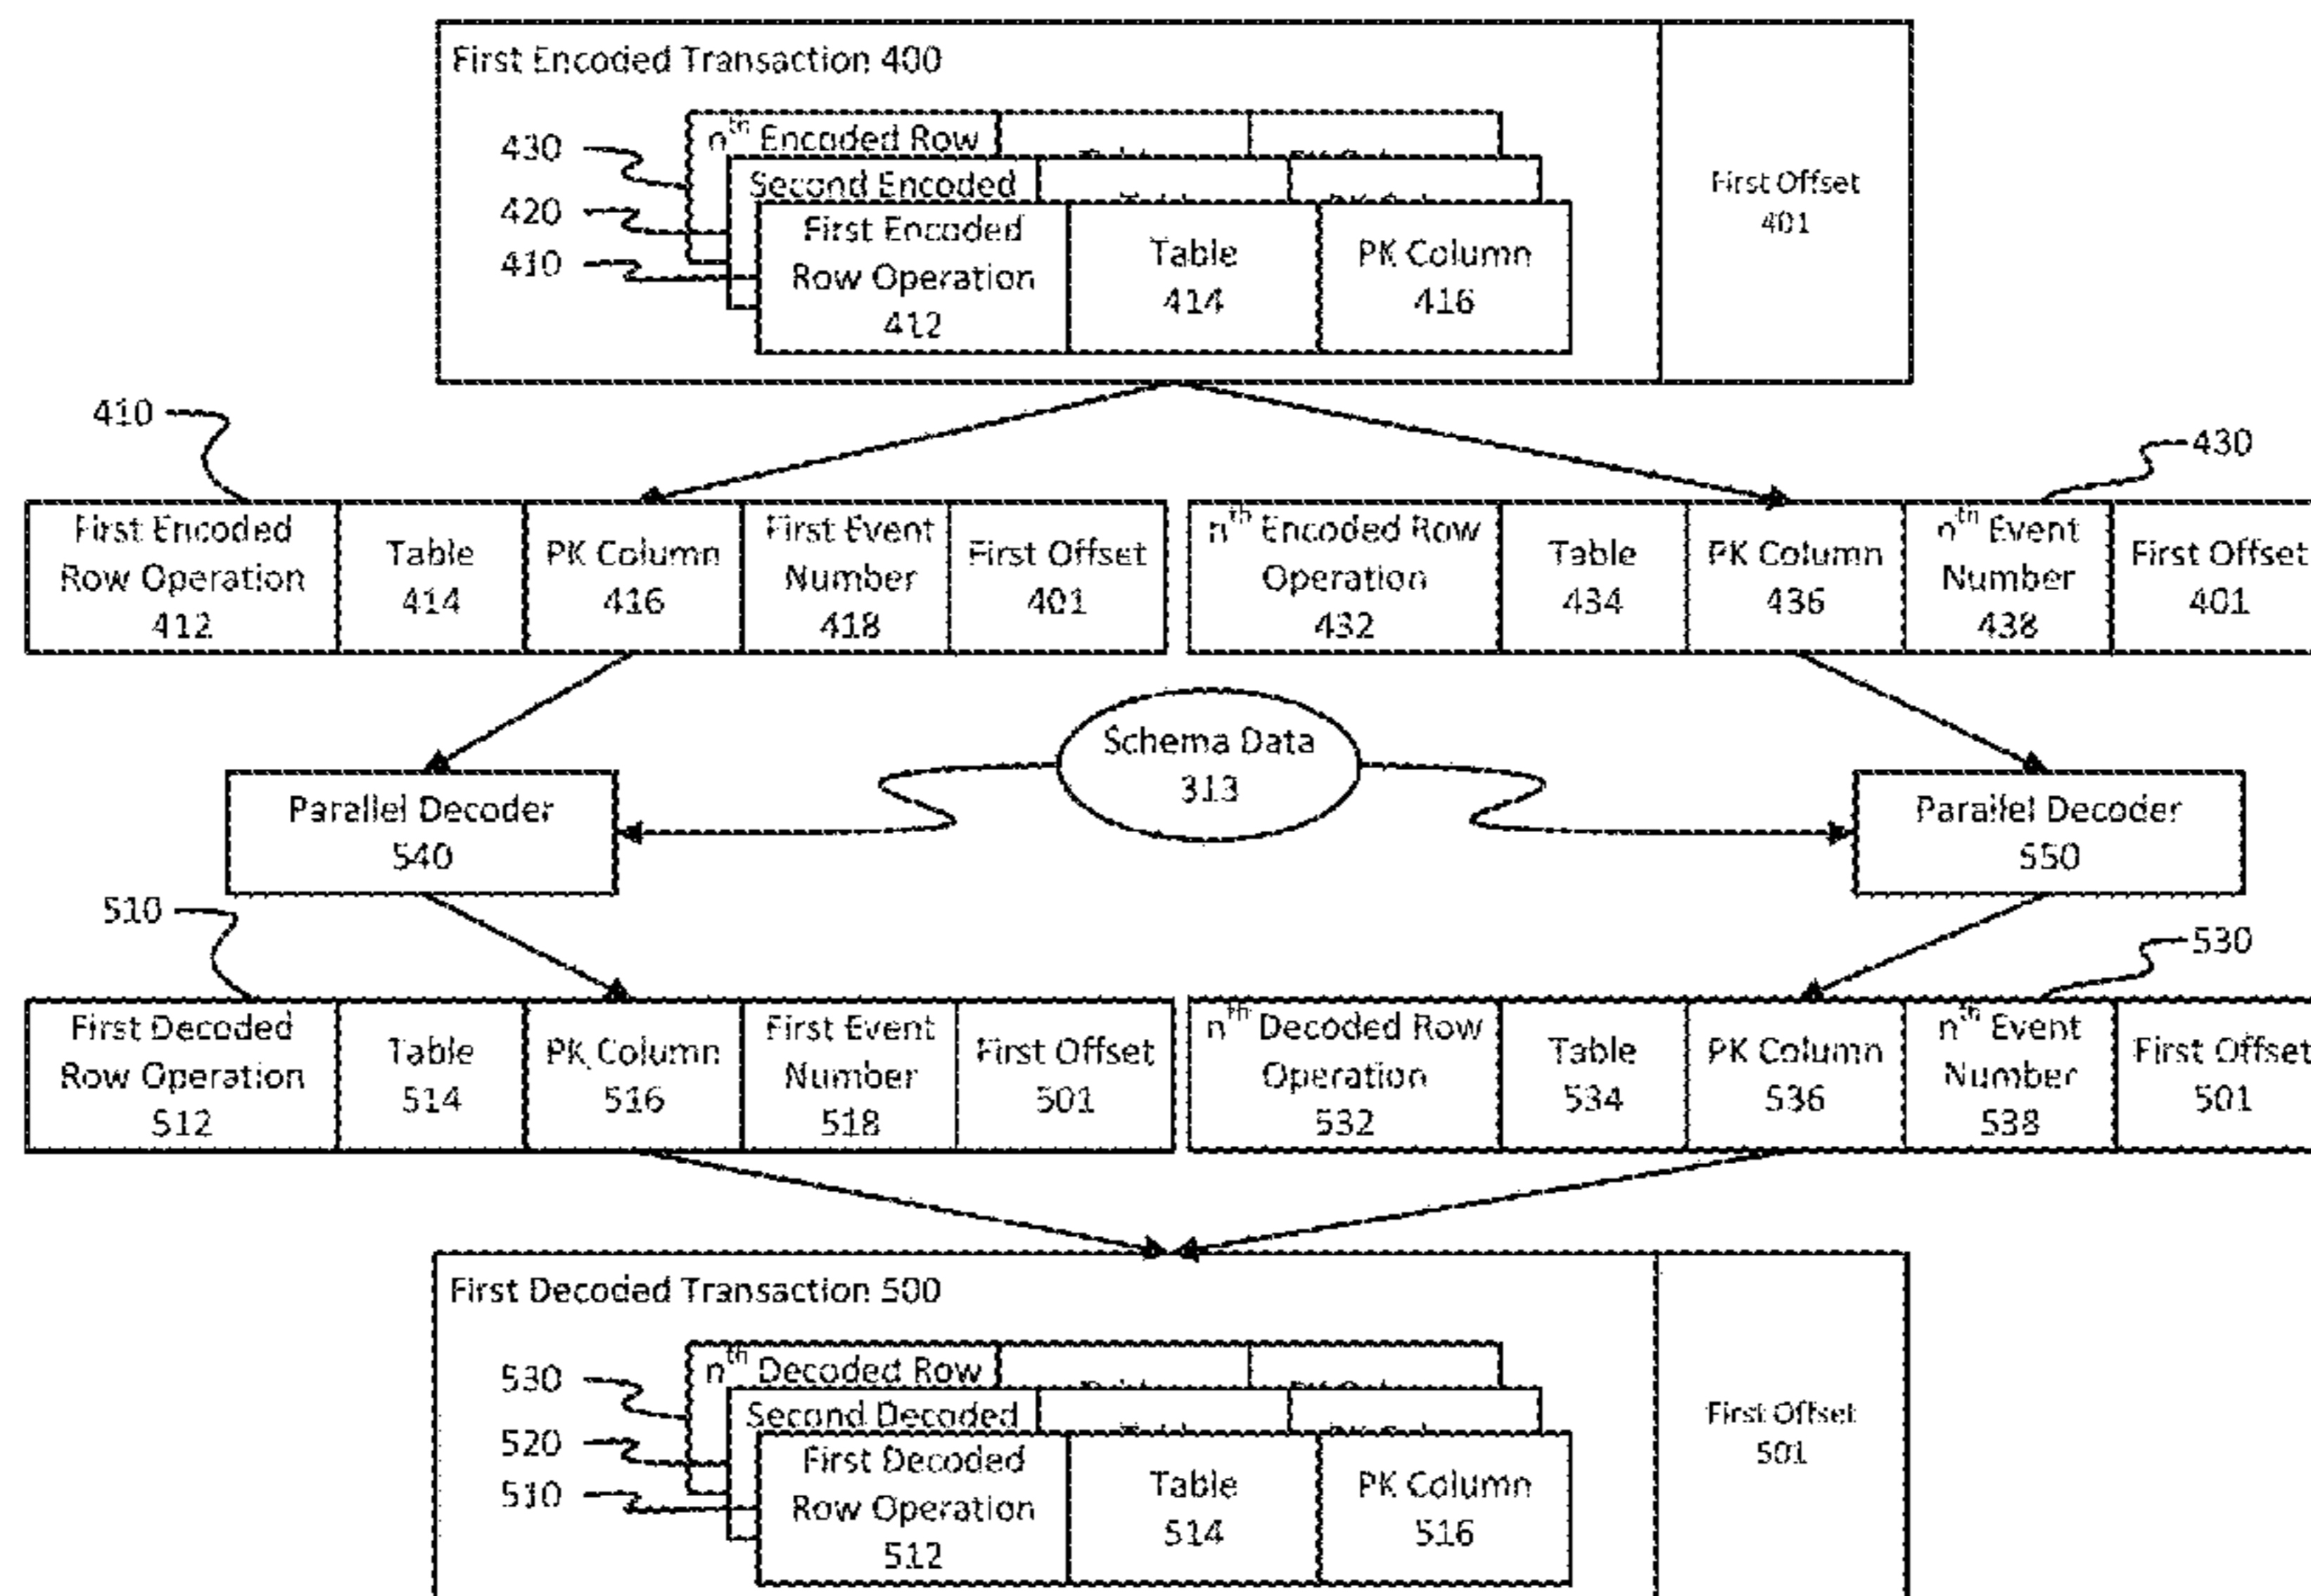 First Encoded Transaction 400
430
nth Encoded Row
420
Second Encoded
410
First Encoded
Row Operation
412
Table
414
PK Column
416
First Offset
401
410
430
First Encoded
Row Operation
412
Table
414
PK Column
416
First Event
Number
418
First Offset
401
nth Encoded Row
Operation
432
Table
434
PK Column
436
nth Event
Number
438
First Offset
401
Schema Data
313
Parallel Decoder
540
Parallel Decoder
550
510
530
First Decoded
Row Operation
512
Table
514
PK Column
516
First Event
Number
518
First Offset
501
nth Decoded Row
Operation
532
Table
534
PK Column
536
nth Event
Number
538
First Offset
501
First Decoded Transaction 500
530
nth Decoded Row
520
Second Decoded
510
First Decoded
Row Operation
512
Table
514
PK Column
516
First Offset
501